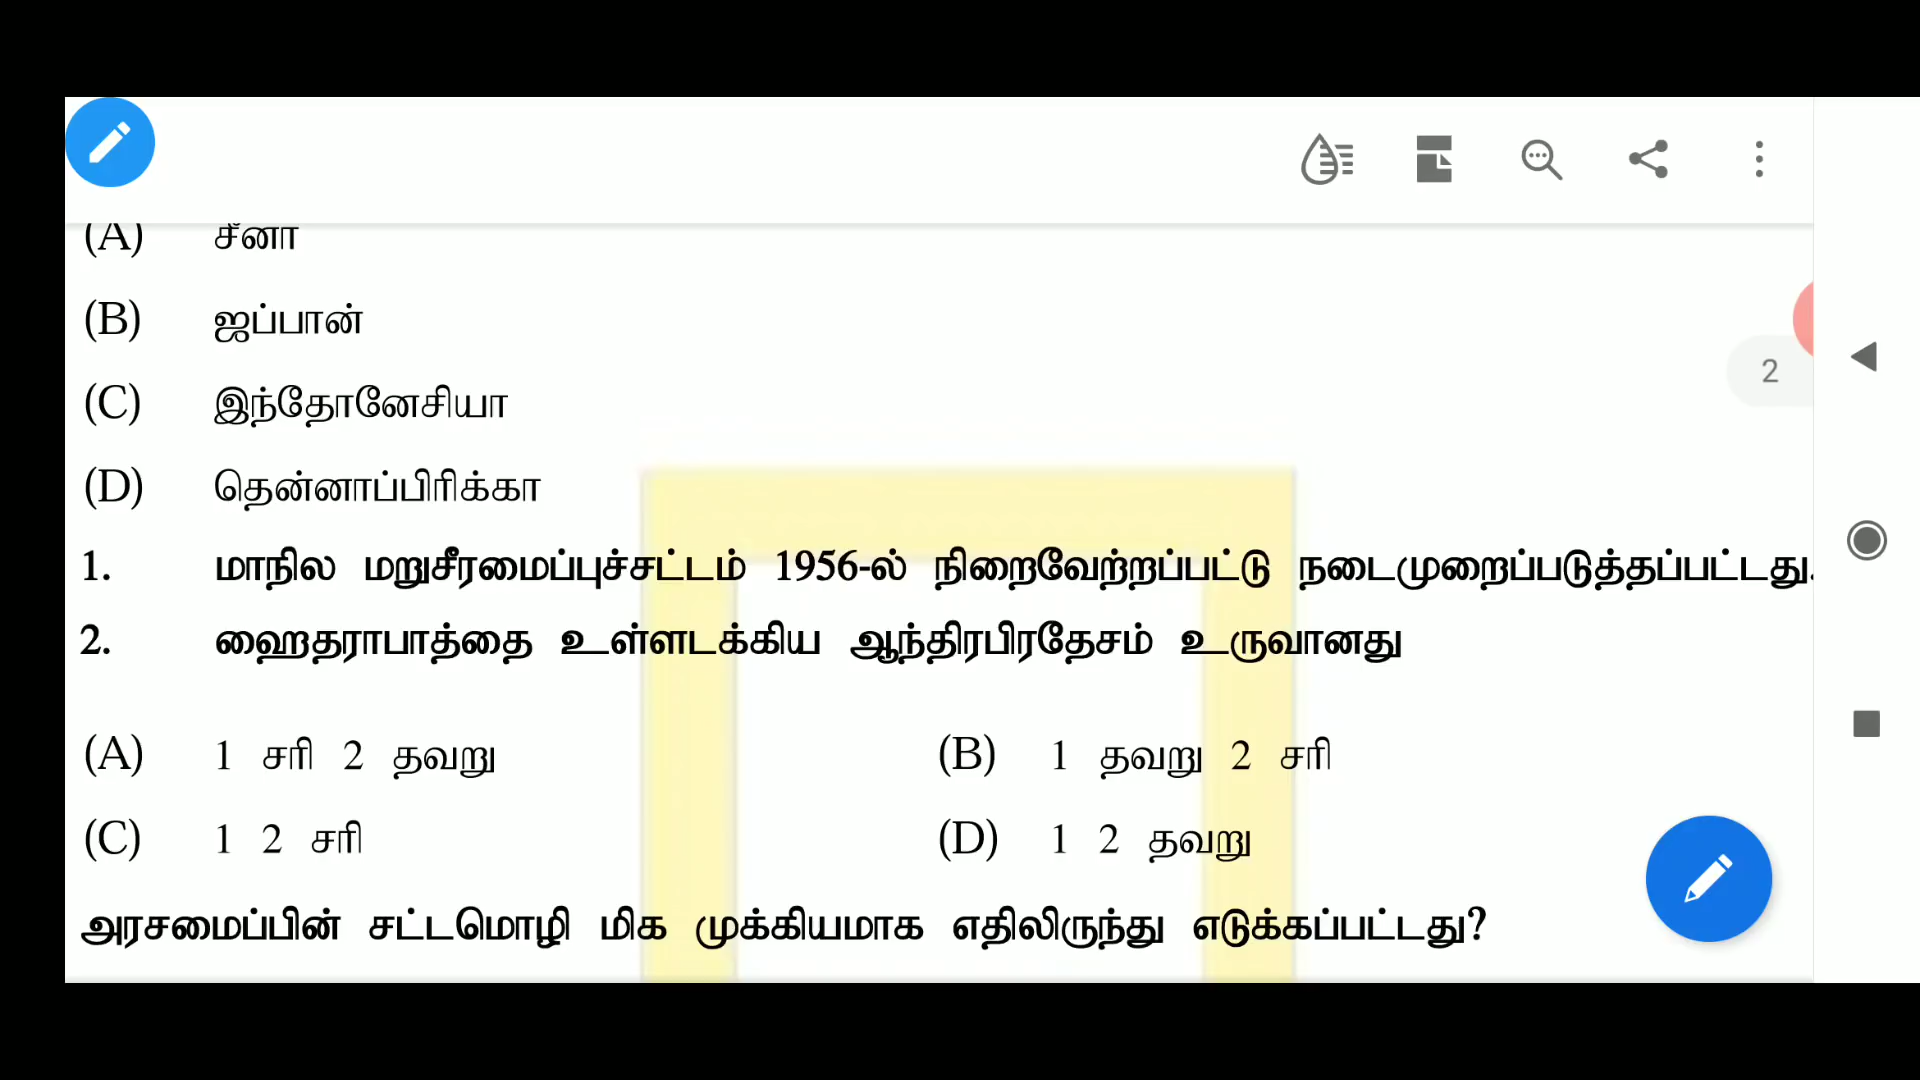 (A) சீனா
(B) ஜப்பான்
2
(C) இந்தோனேசியா
(D) தென்னாப்பிரிக்கா
1. மாநில மறுசீரமைப்புச்சட்டம் 1956-ல் நிறைவேற்றப்பட்டு நடைமுறைப்படுத்தப்பட்டது.
2. ஹைதராபாத்தை உள்ளடக்கிய ஆந்திரபிரதேசம் உருவானது
(A) 1 சரி 2 தவறு (B) 1 தவறு 2 சரி
(C) 1 2 சரி (D) 1 2 தவறு
அரசமைப்பின் சட்டமொழி மிக முக்கியமாக எதிலிருந்து எடுக்கப்பட்டது?